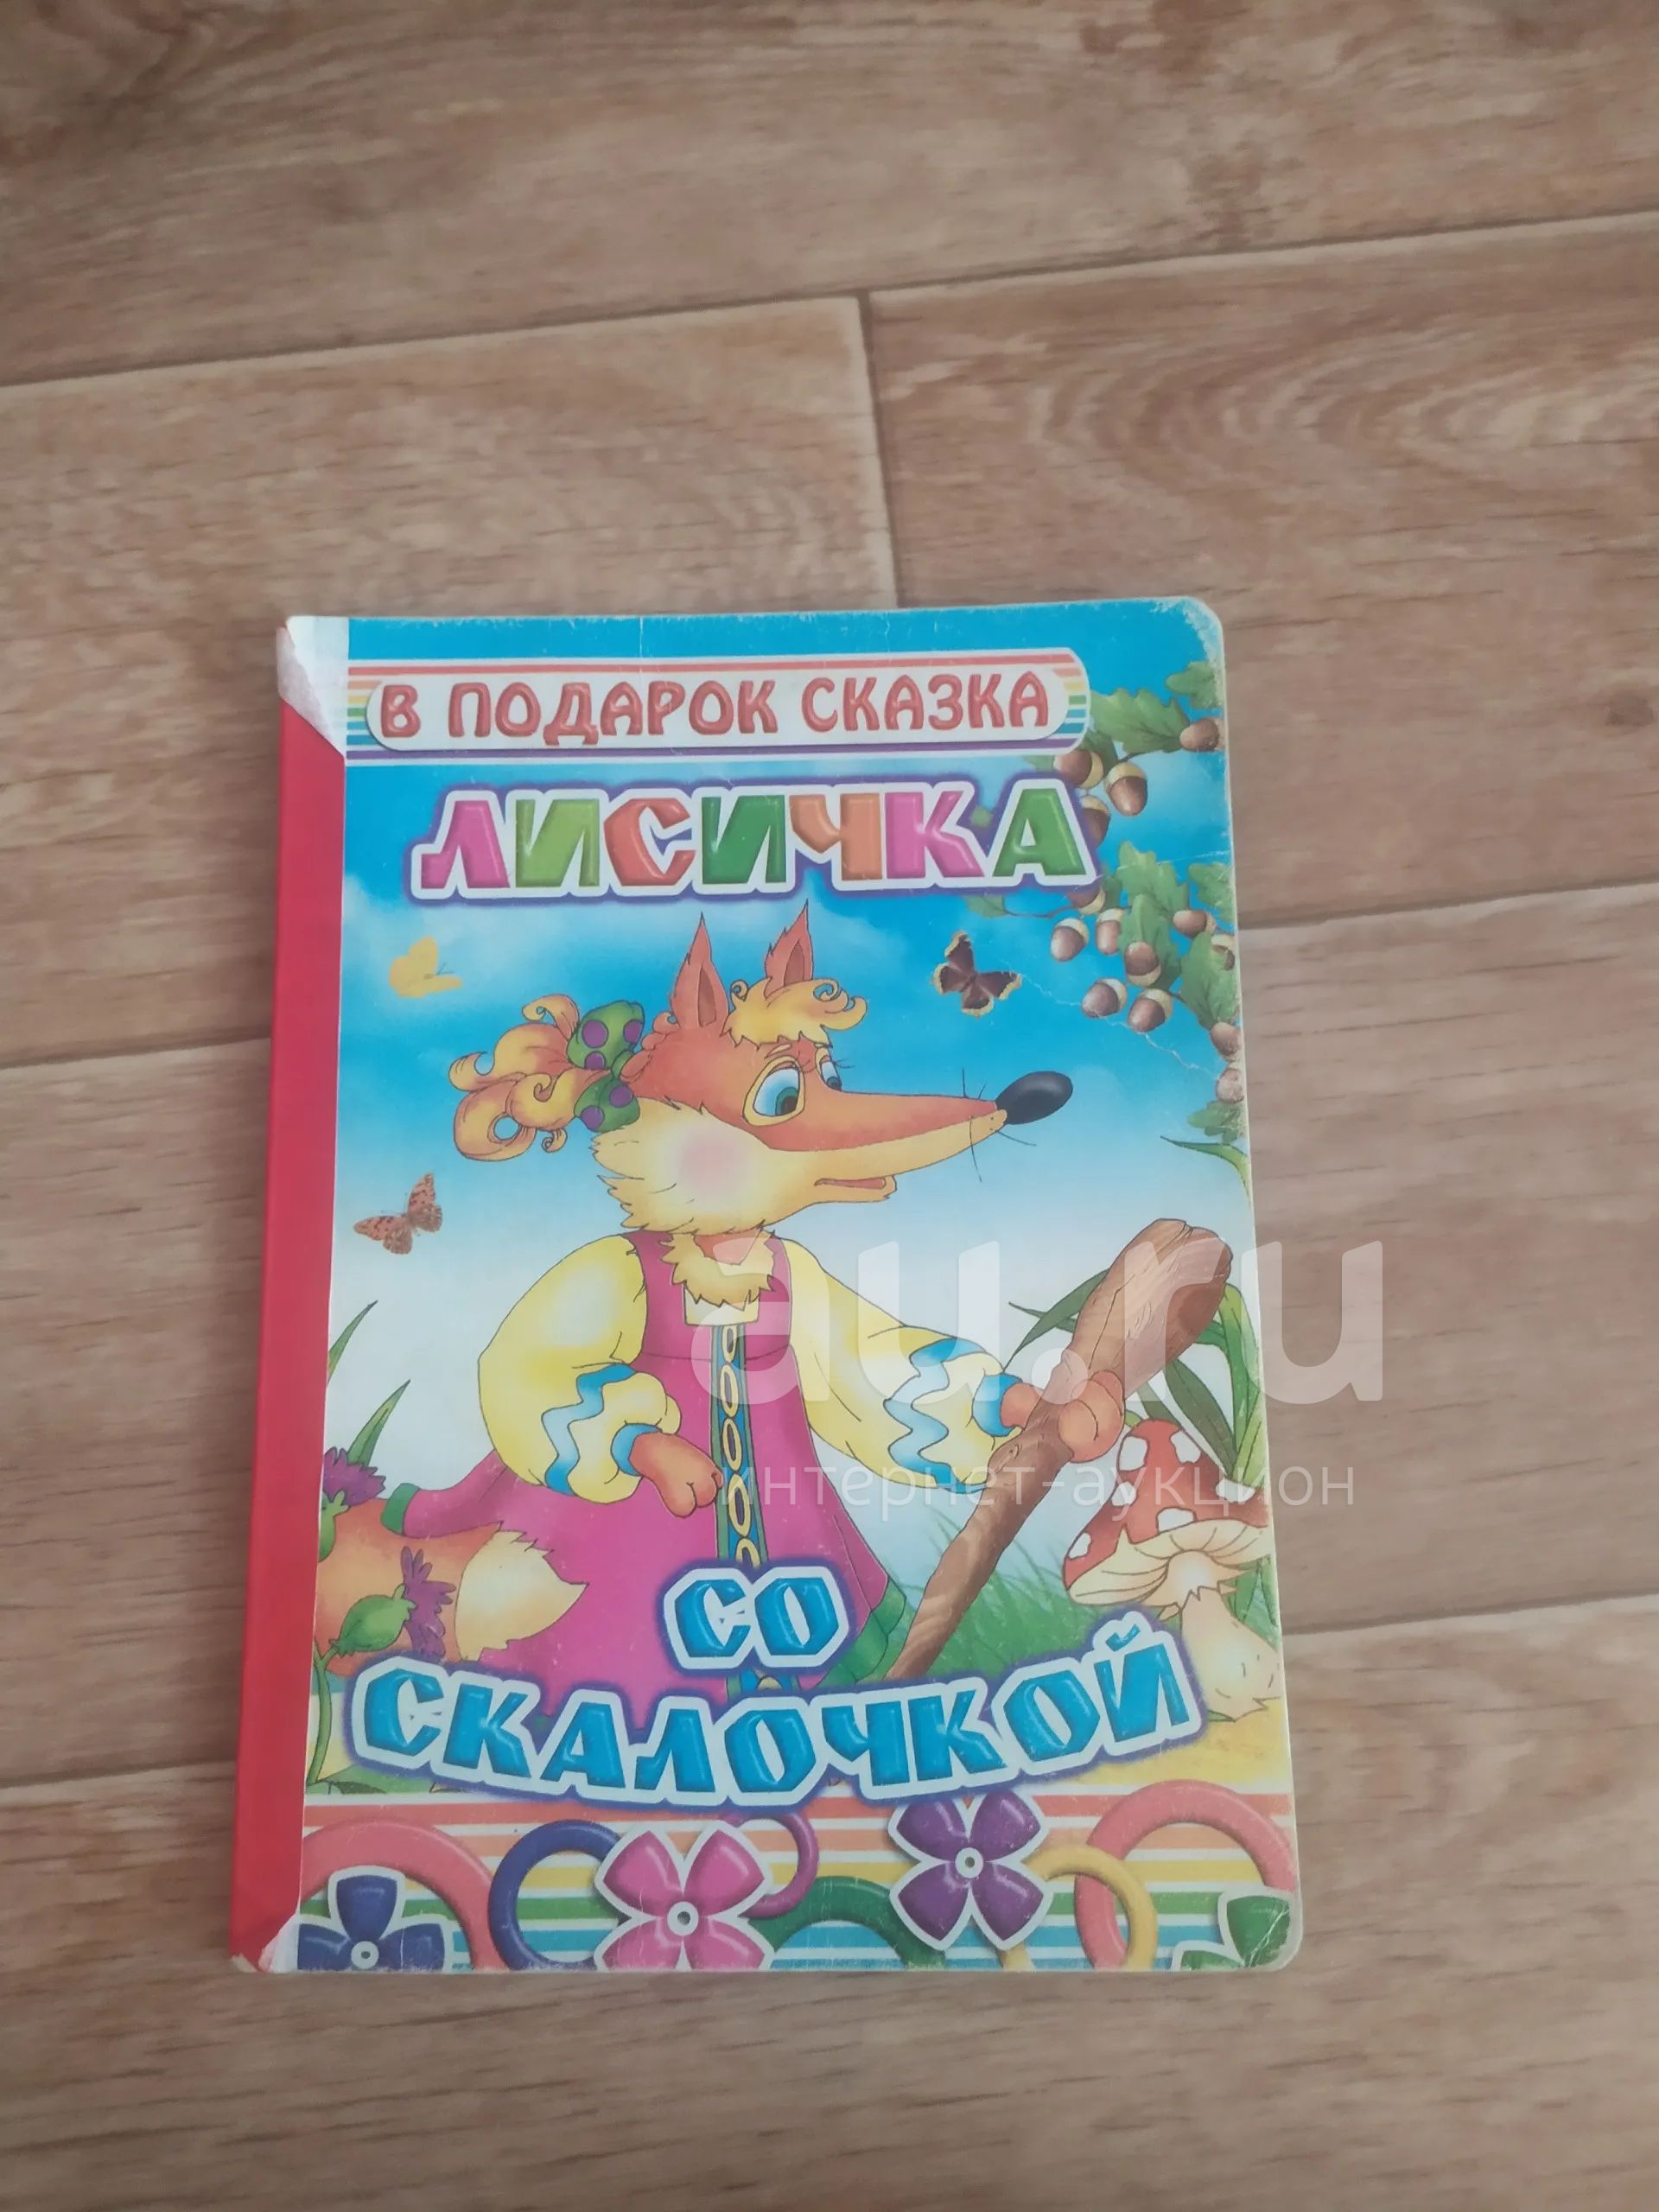 В ПОДАРОК СКАЗКА
ЛИСИЧКА
au.ru
интернет-аукцион
СО
СКАЛОЧКОЙ